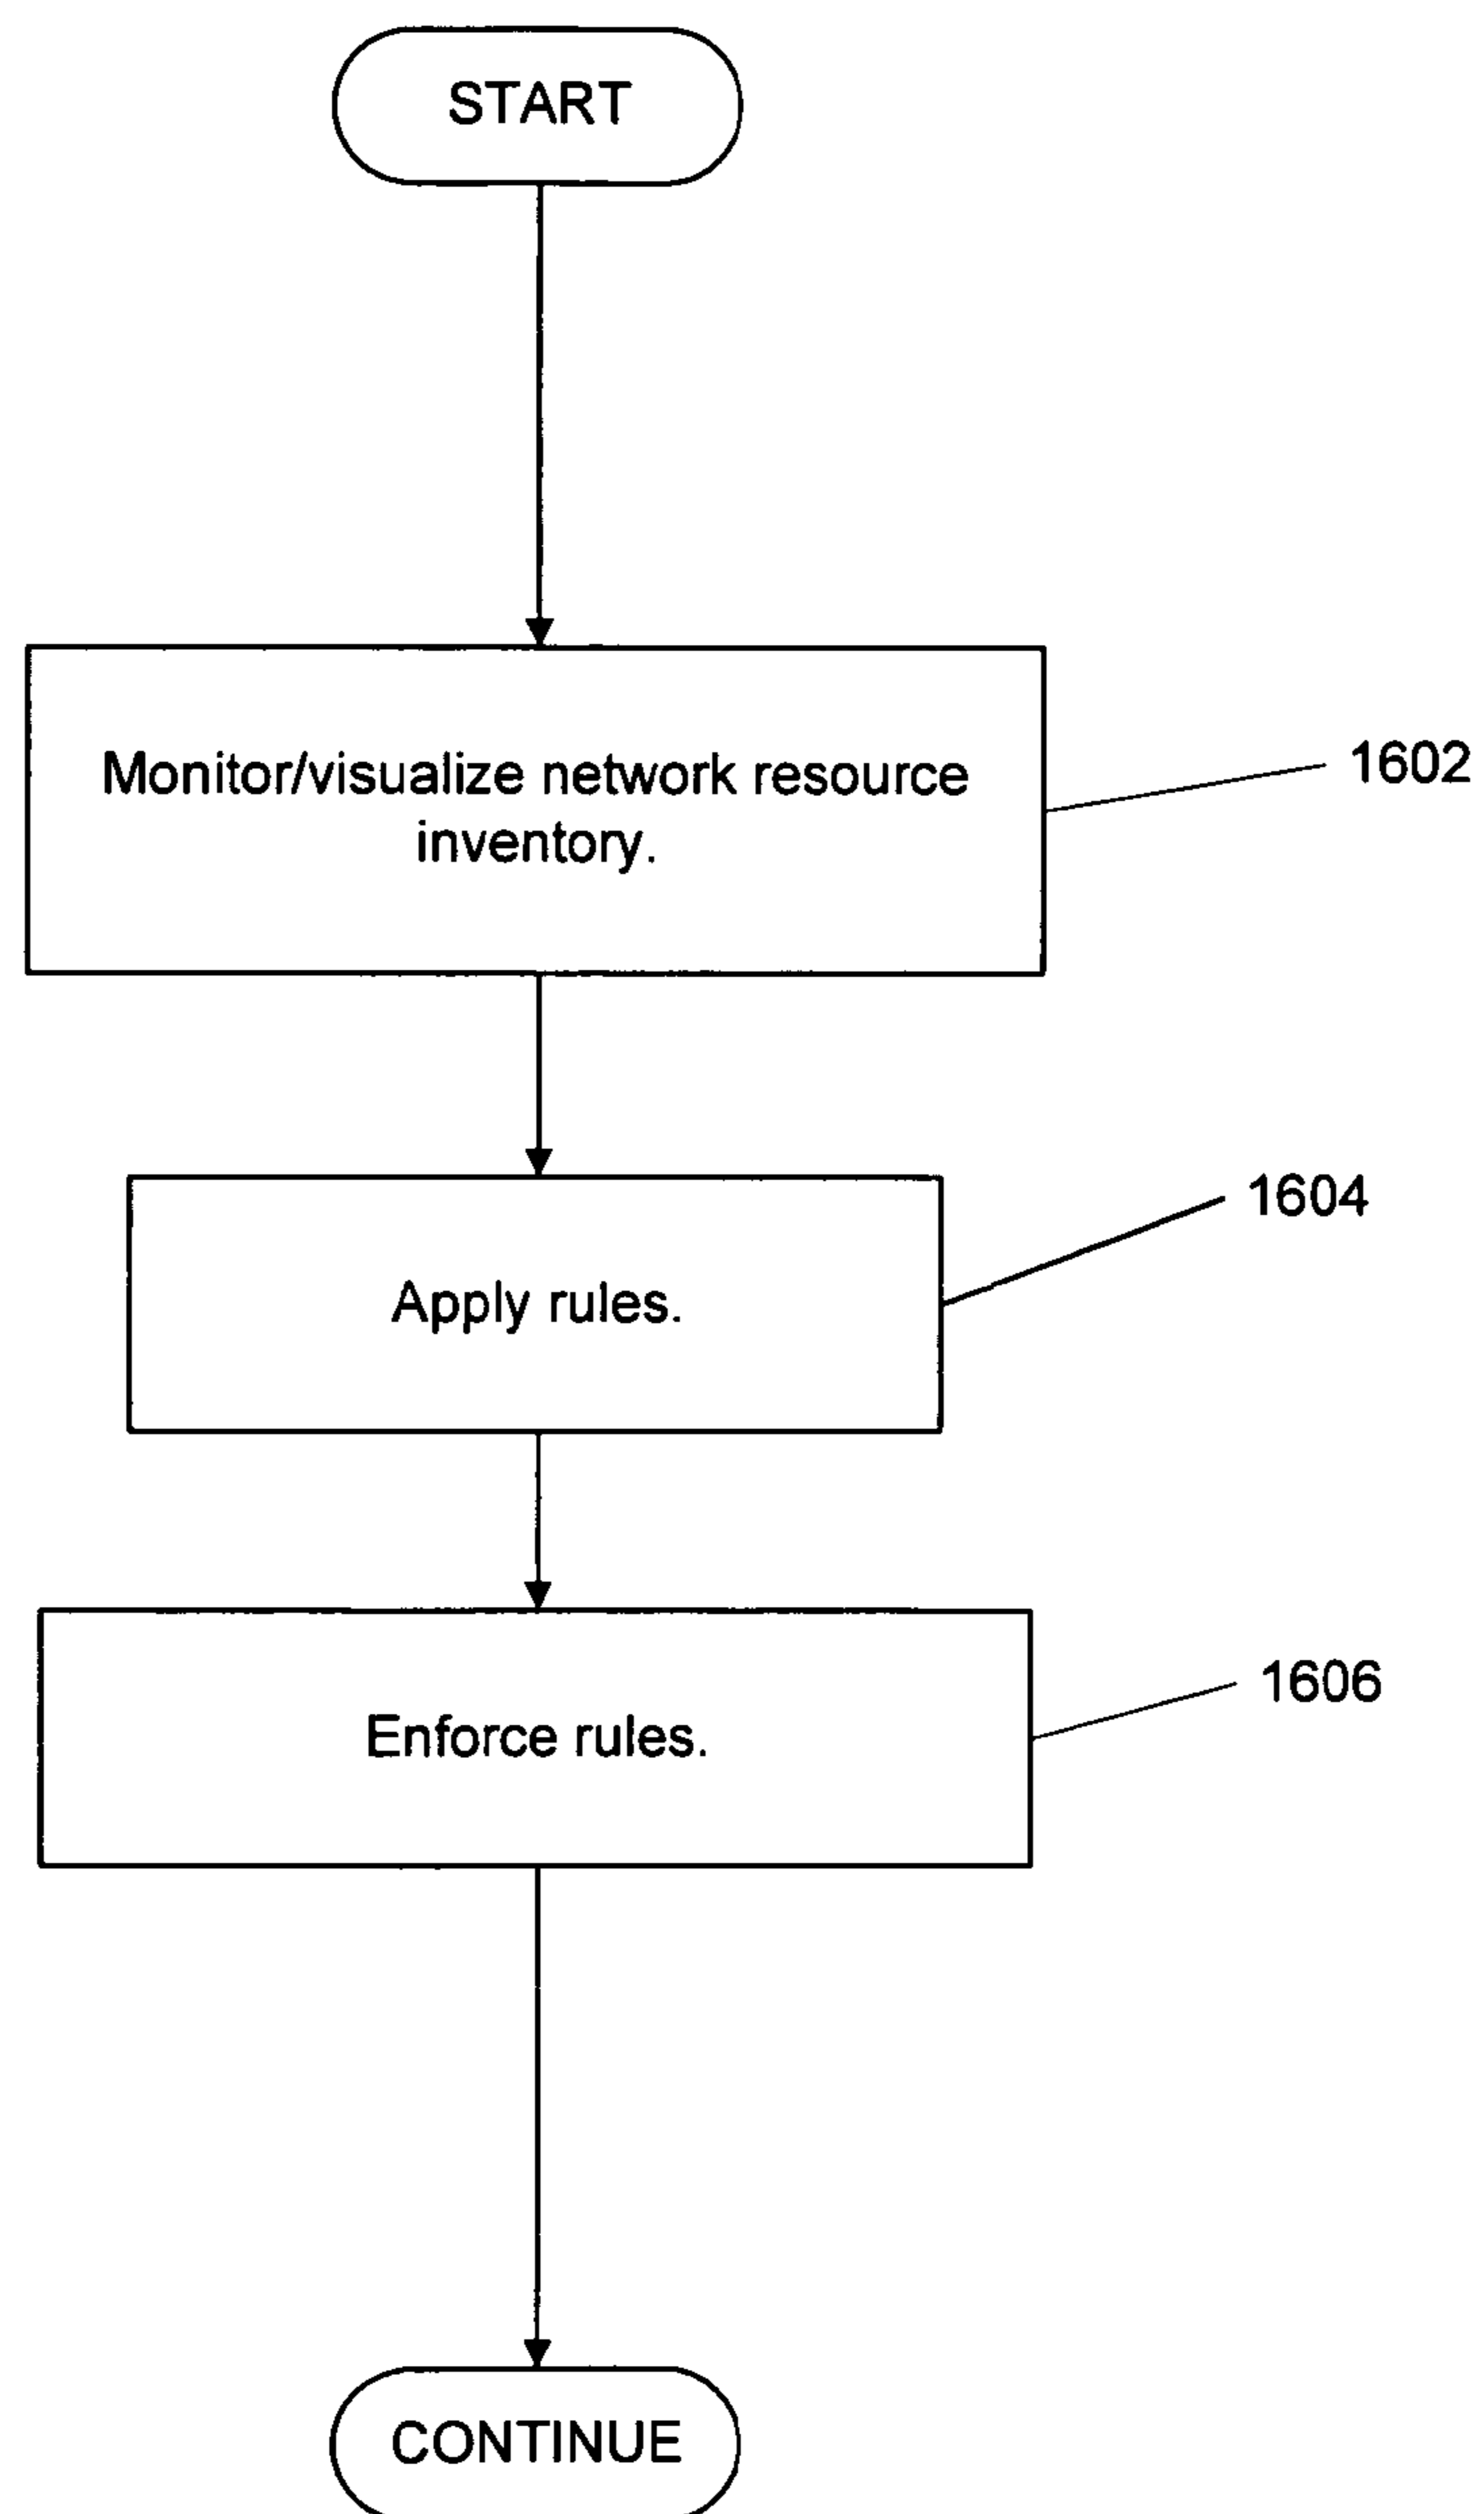 START
Monitor/visualize network resource
inventory.
1602
Apply rules.
1604
Enforce rules.
1606
CONTINUE